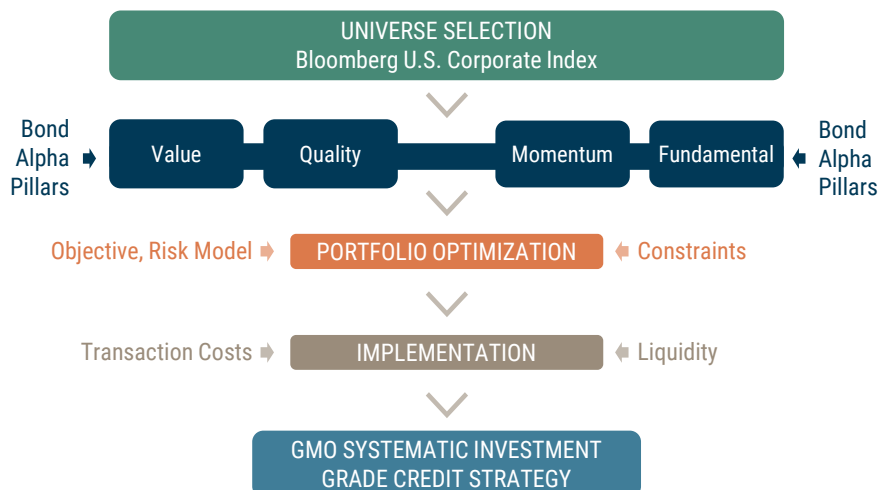 UNIVERSE SELECTION
Bloomberg U.S. Corporate Index
Bond
Alpha
Pillars
Value
Quality
Momentum
Fundamental
Bond
Alpha
Pillars
Objective, Risk Model
PORTFOLIO OPTIMIZATION
Constraints
Transaction Costs
IMPLEMENTATION
Liquidity
GMO SYSTEMATIC INVESTMENT
GRADE CREDIT STRATEGY